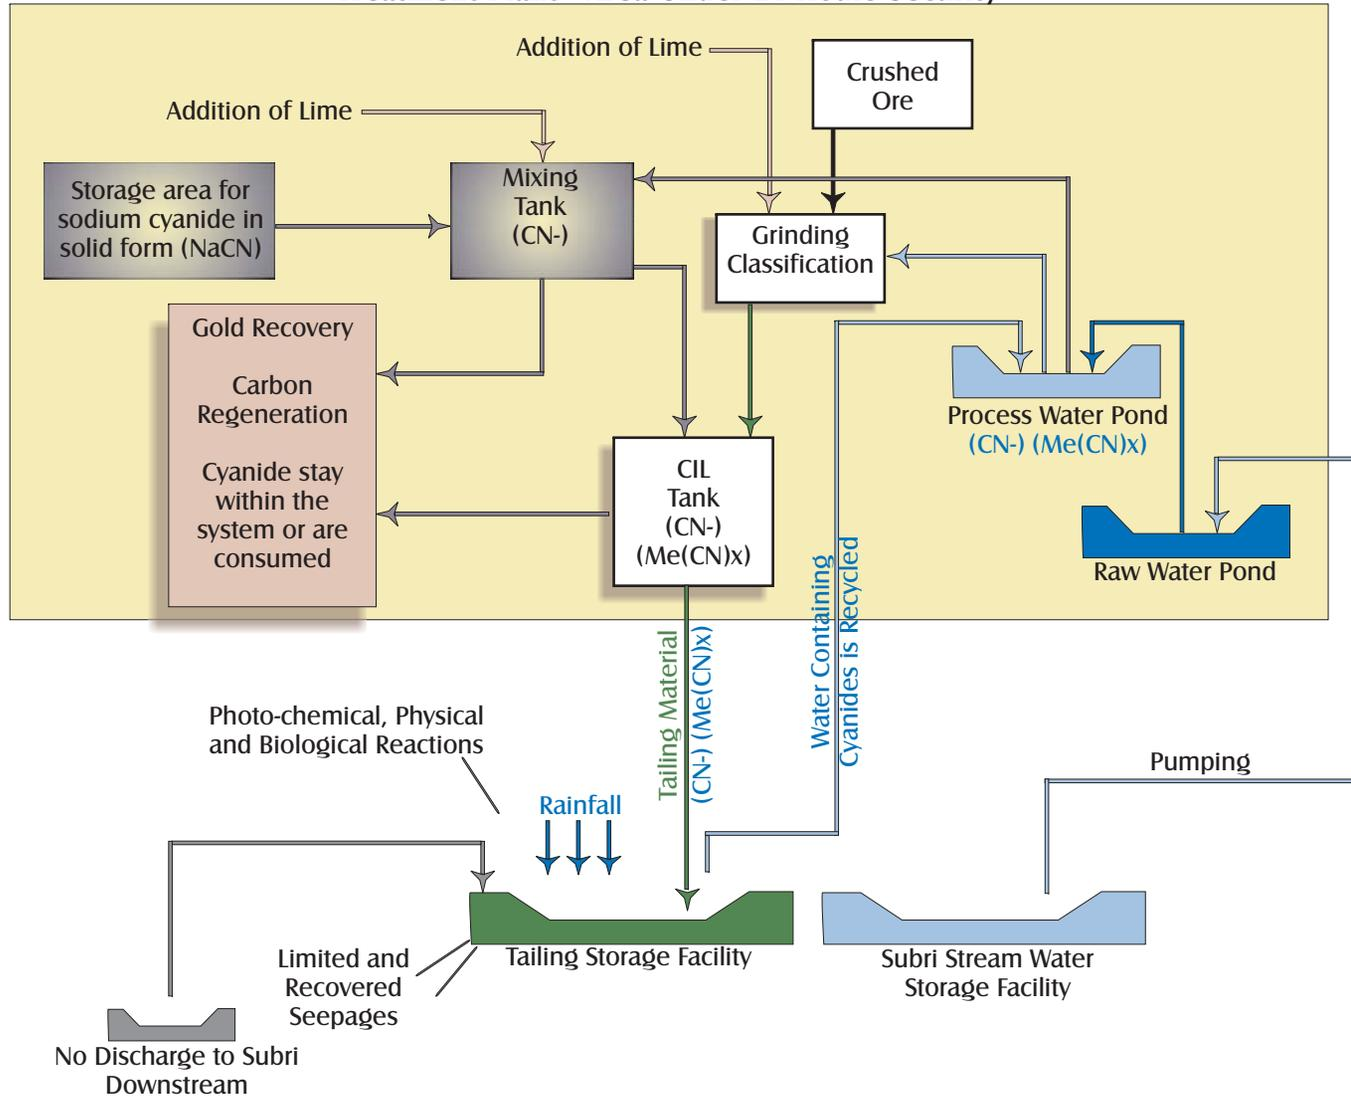 Addition of Lime
Crushed
Ore
Addition of Lime
Storage area for
sodium cyanide in
solid form (NaCN)
Mixing
Tank
(CN-)
Grinding
Classification
Gold Recovery
Carbon
Regeneration
Cyanide stay
within the
system or are
consumed
Process Water Pond
(CN-) (Me(CN)x)
CIL
Tank
(CN-)
(Me(CN)x)
Raw Water Pond
Water Containing
Cyanides is Recycled
Tailing Material
(CN-) (Me(CN)x)
Photo-chemical, Physical
and Biological Reactions
Rainfall
Pumping
Limited and
Recovered
Seepages
Tailing Storage Facility
Subri Stream Water
Storage Facility
No Discharge to Subri
Downstream